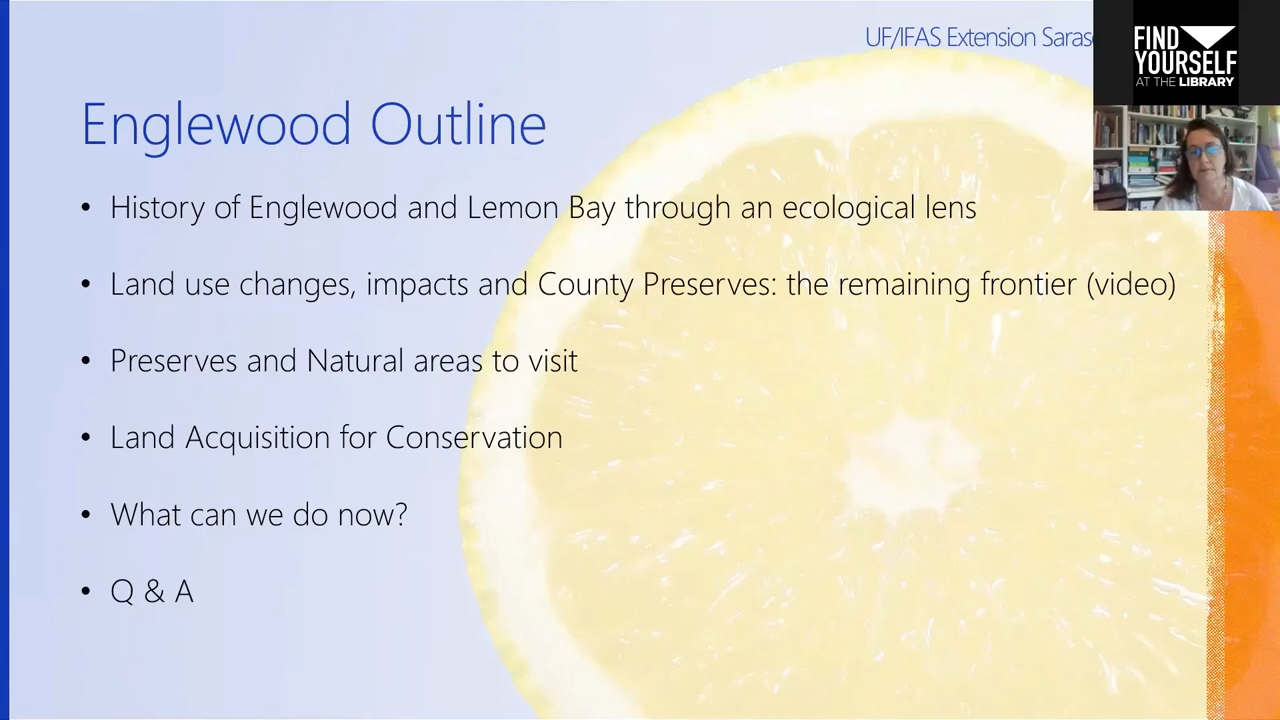 UF/IFAS Extension
FIND
YOURSELF
AT THE LIBRARY
Englewood Outline
• History of Englewood and Lemon Bay through an ecological lens
• Land use changes, impacts and County Preserves: the remaining frontier (video)
• Preserves and Natural areas to visit
• Land Acquisition for Conservation
• What can we do now?
• Q & A